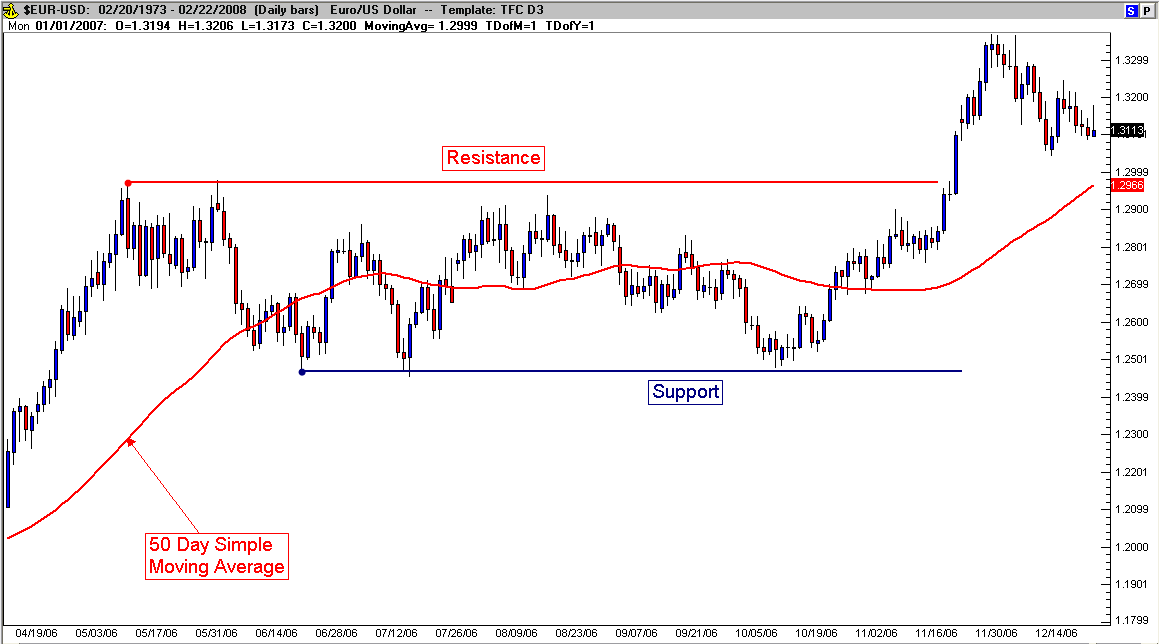 $EUR-USD: 02/20/1973 - 02/22/2008 (Daily bars) Euro/US Dollar -- Template: TFC D3
S P
Mon 01/01/2007: O=1.3194 H=1.3206 L=1.3173 C=1.3200 MovingAvg= 1.2999 TDofM=1 TDofY=1
1.3299
1.3200
1.3113
Resistance
1.2999
1.2966
1.2900
1.2801
1.2699
1.2600
1.2501
Support
1.2399
1.2300
1.2201
1.2099
50 Day Simple
Moving Average
1.2000
1.1901
1.1799
04/19/06 05/03/06 05/17/06 05/31/06 06/14/06 06/28/06 07/12/06 07/26/06 08/09/06 08/23/06 09/07/06 09/21/06 10/05/06 10/19/06 11/02/06 11/16/06 11/30/06 12/14/06